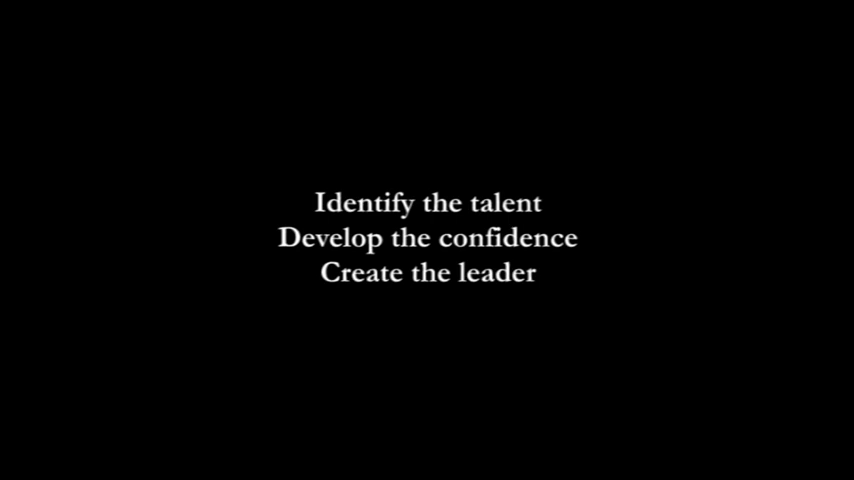 Identify the talent
Develop the confidence
Create the leader